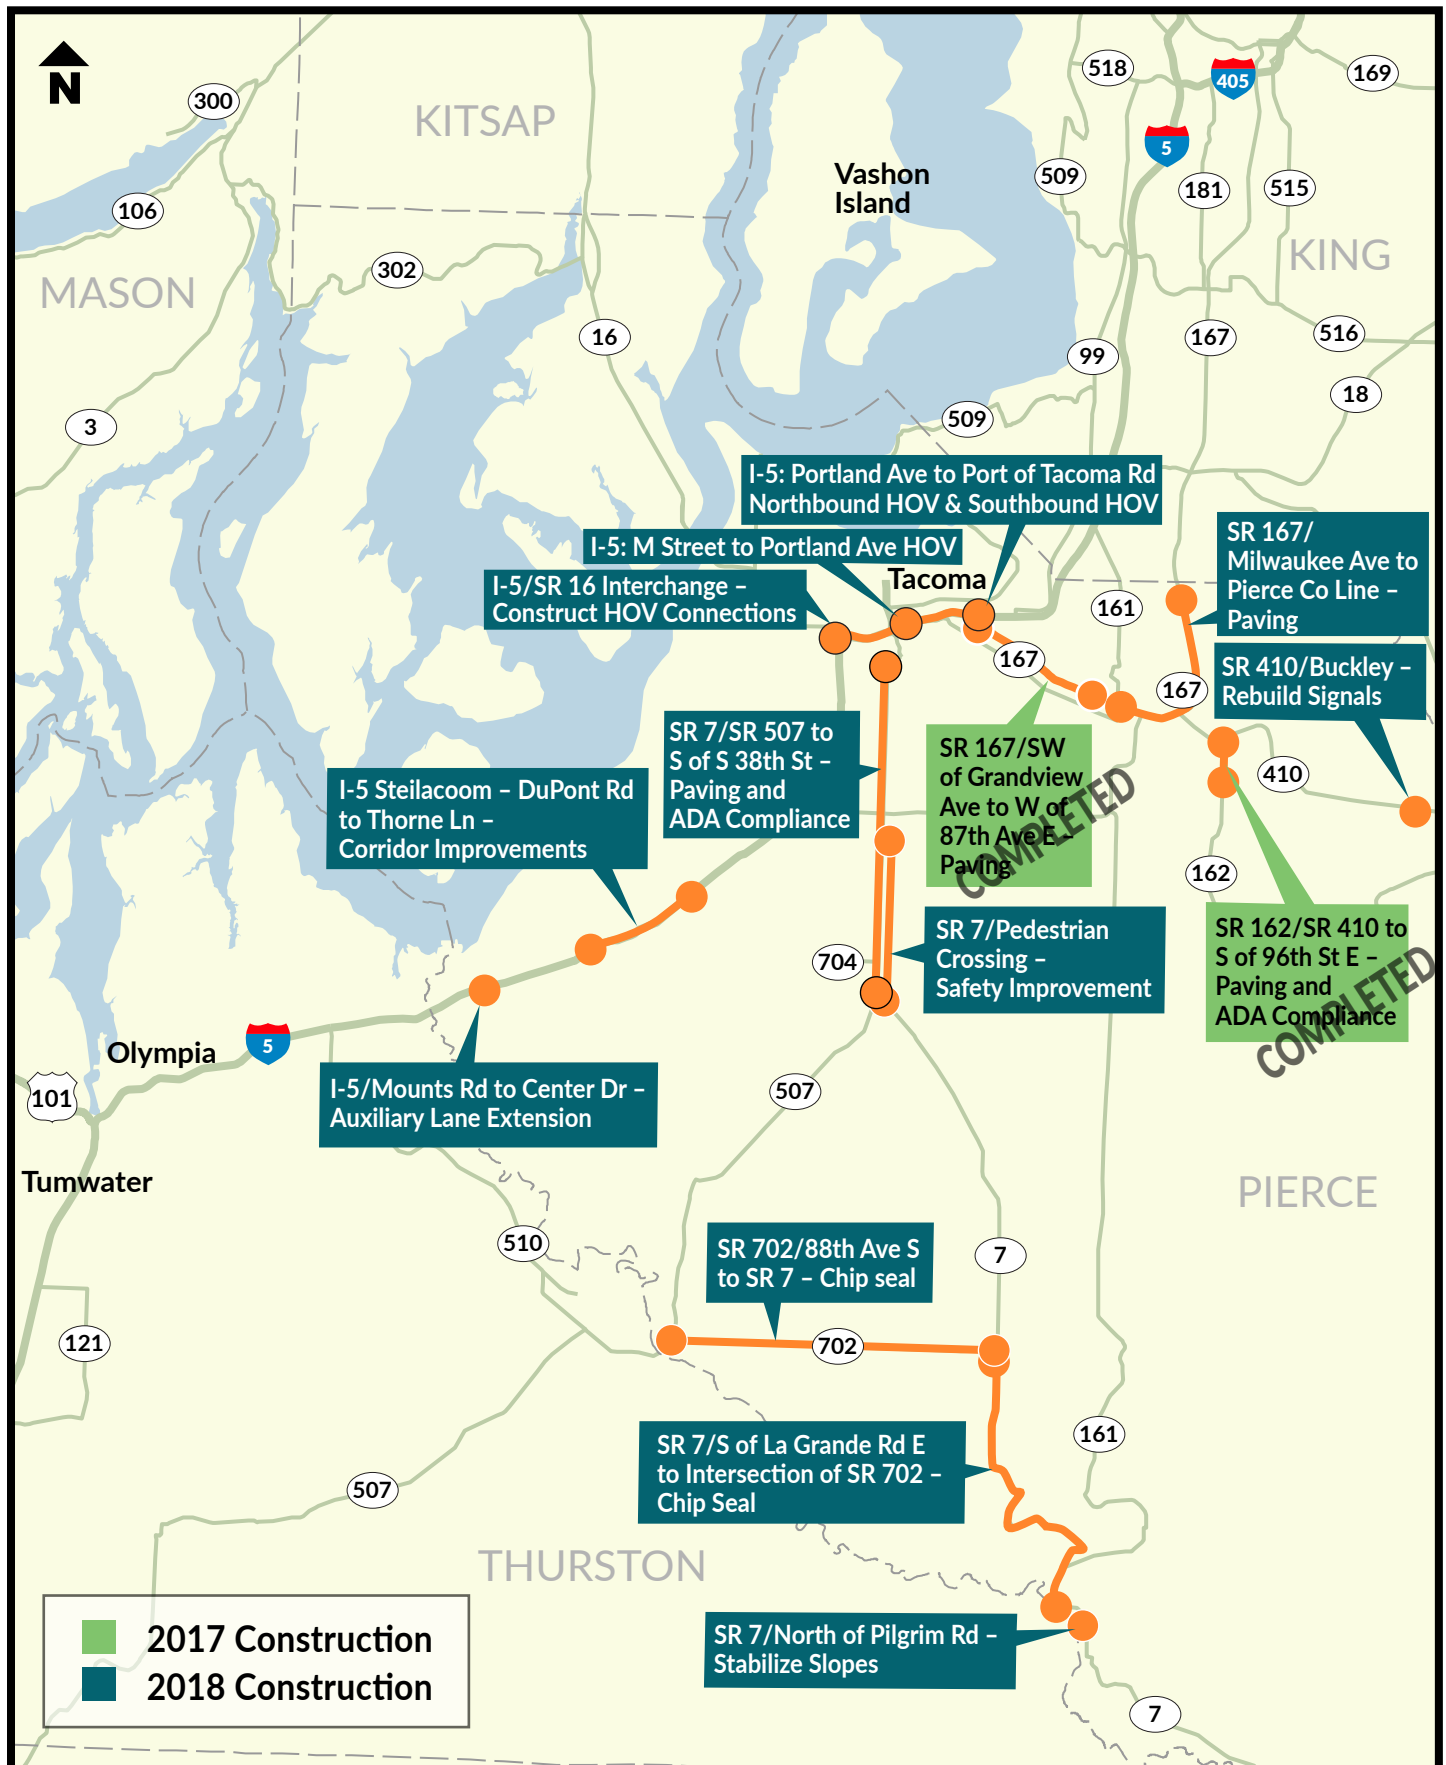 N
300
KITSAP
518
405
169
5
106
Vashon
Island
509
181
515
MASON
302
KING
16
167
516
99
18
3
509
I-5: Portland Ave to Port of Tacoma Rd
Northbound HOV & Southbound HOV
I-5: M Street to Portland Ave HOV
Tacoma
I-5/SR 16 Interchange –
Construct HOV Connections
SR 167/
Milwaukee Ave to
Pierce Co Line –
Paving
161
167
167
SR 410/Buckley –
Rebuild Signals
SR 7/SR 507 to
S of S 38th St –
Paving and
ADA Compliance
SR 167/SW
of Grandview
Ave to W of
87th Ave E –
Paving
COMPLETED
410
I-5 Steilacoom – DuPont Rd
to Thorne Ln –
Corridor Improvements
162
SR 162/SR 410 to
S of 96th St E –
Paving and
ADA Compliance
COMPLETED
SR 7/Pedestrian
Crossing –
Safety Improvement
704
Olympia
5
101
I-5/Mounts Rd to Center Dr –
Auxiliary Lane Extension
507
Tumwater
PIERCE
510
SR 702/88th Ave S
to SR 7 – Chip seal
7
121
702
SR 7/S of La Grande Rd E
to Intersection of SR 702 –
Chip Seal
161
507
THURSTON
2017 Construction
2018 Construction
SR 7/North of Pilgrim Rd –
Stabilize Slopes
7